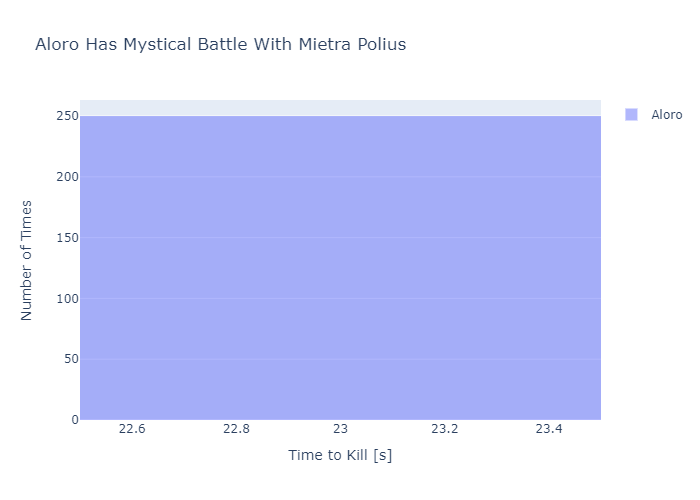 Aloro Has Mystical Battle With Mietra Polius
Aloro
Number of Times
250
200
150
100
50
0
22.6 22.8 23 23.2 23.4
Time to Kill [s]